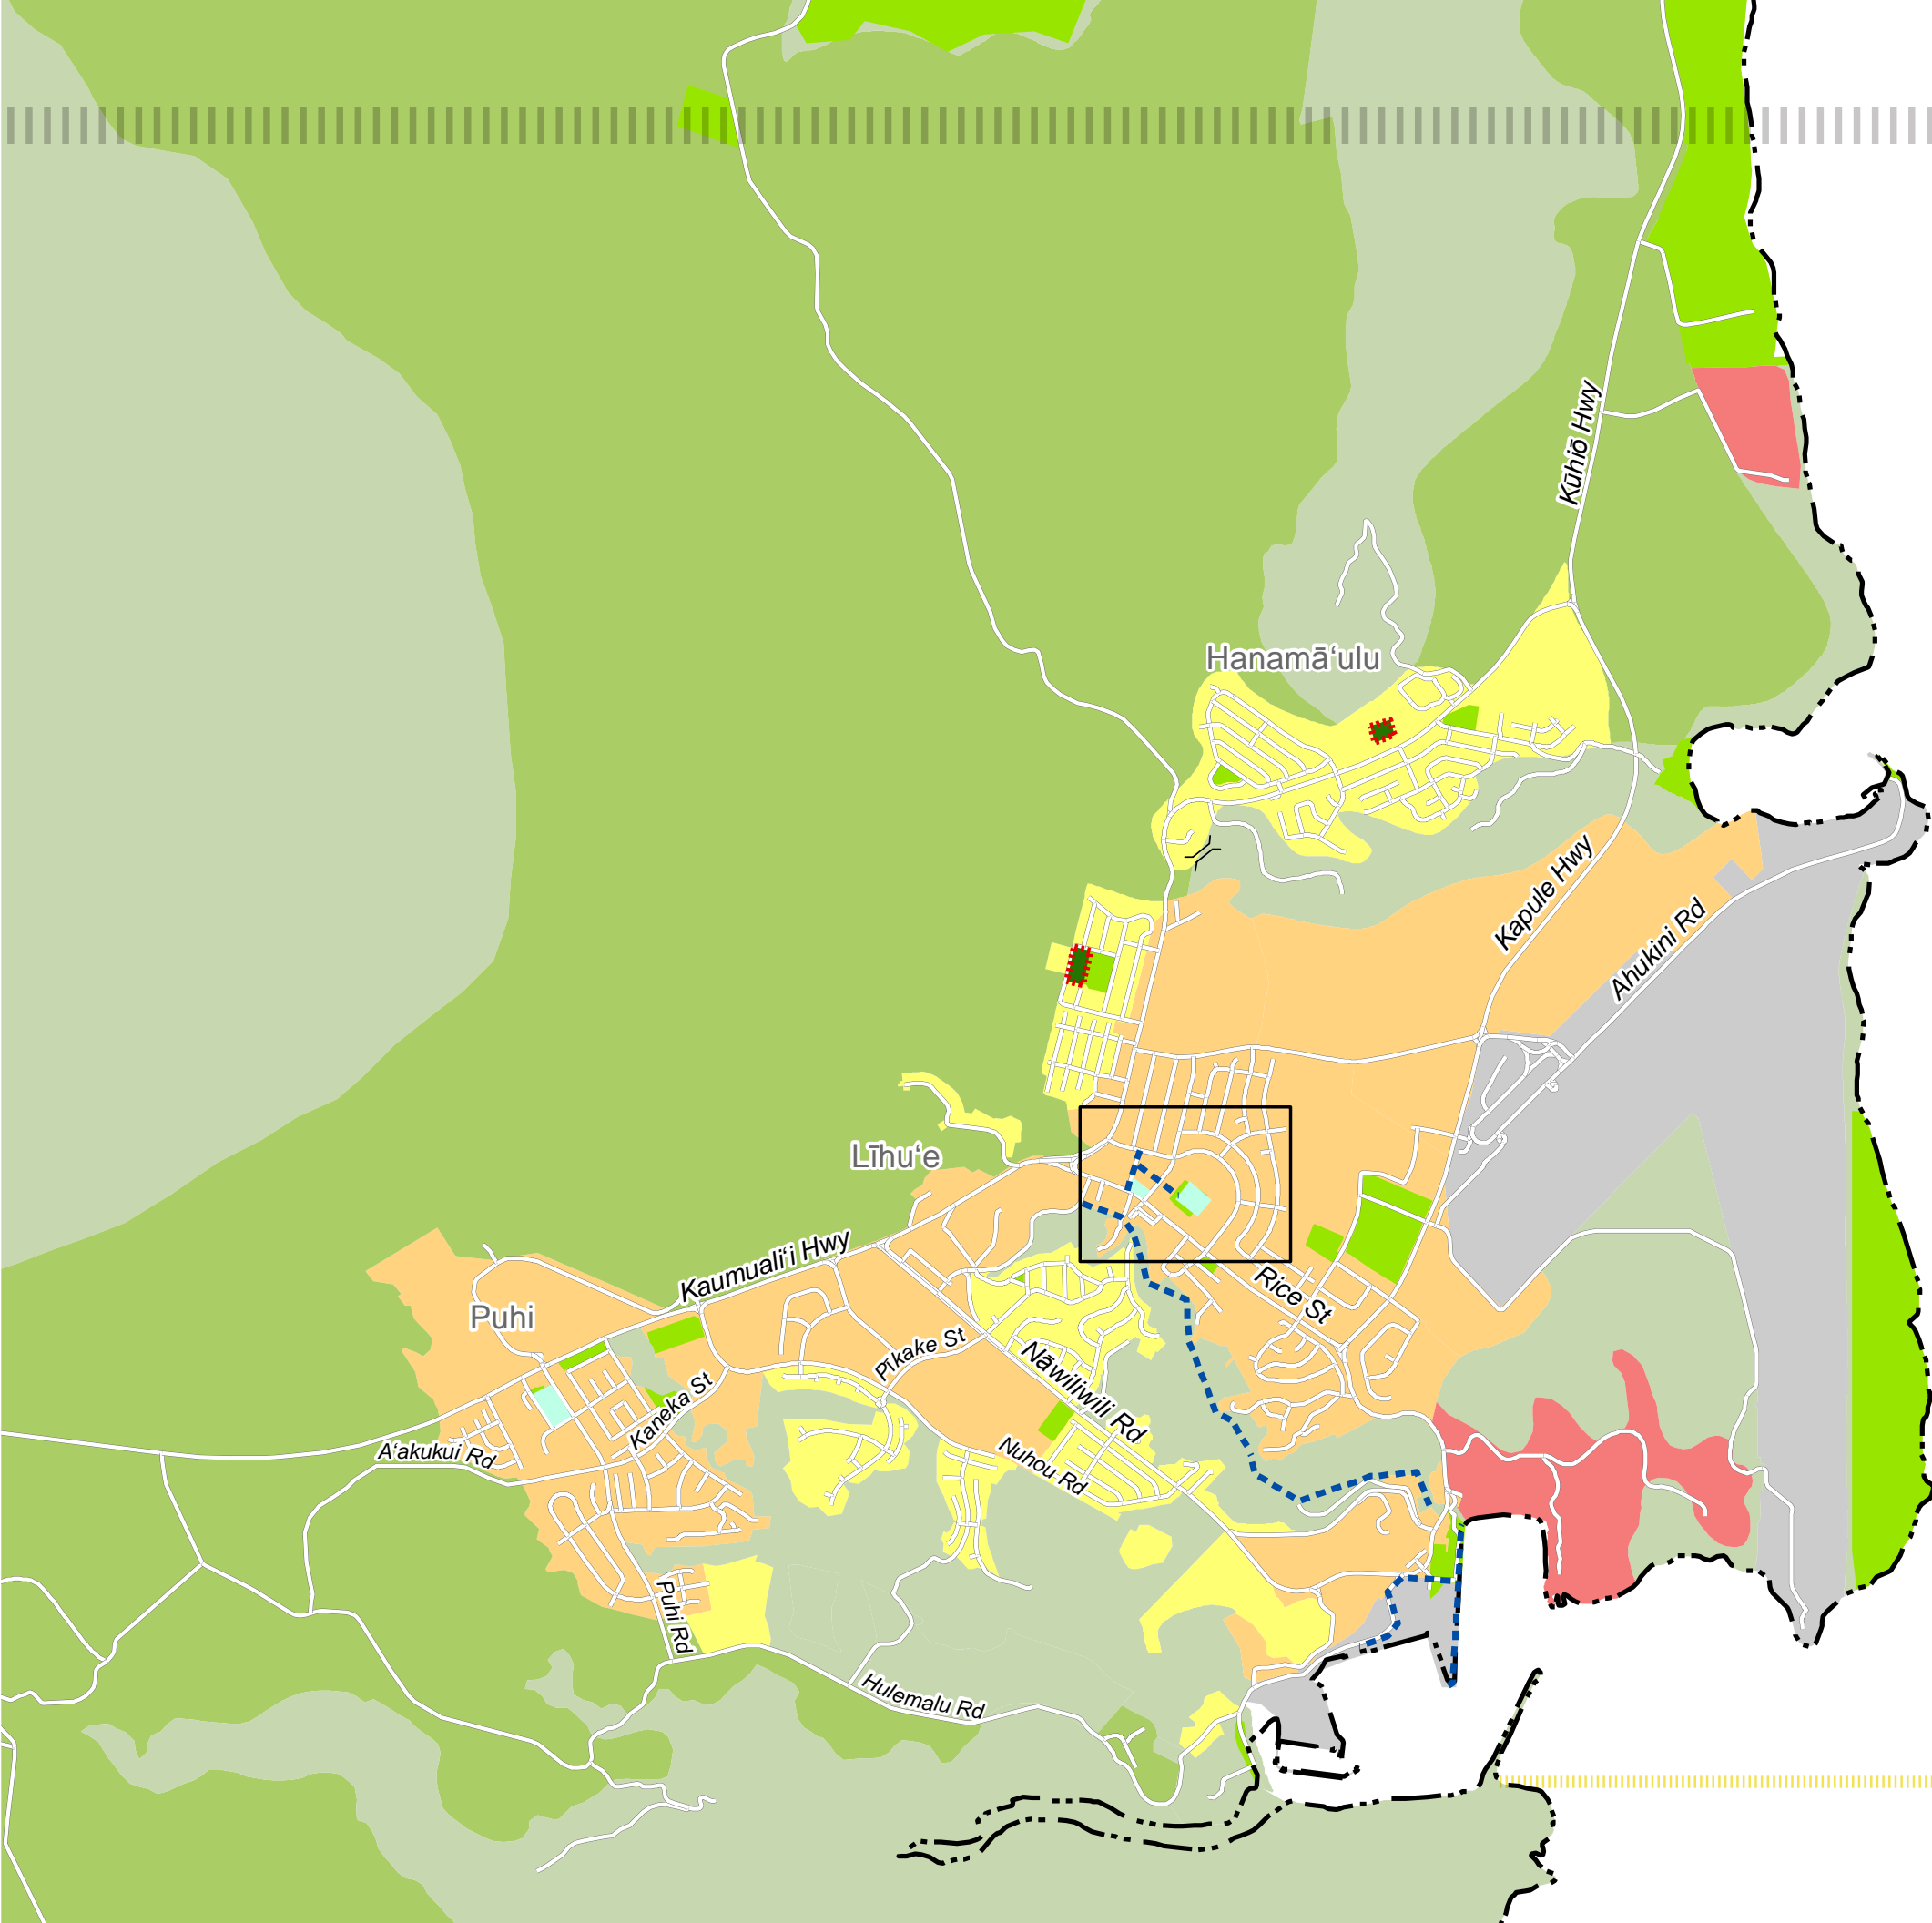 Kūhiō Hwy
Hanamāʻulu
Kapule Hwy
Ahukini Rd
Līhuʻe
Kaumualiʻi Hwy
Rice St
Puhi
Pīkake St
Nāwiliwili Rd
Kaneka St
Aʻakukui Rd
Nuhou Rd
Puhi Rd
Hulemalu Rd